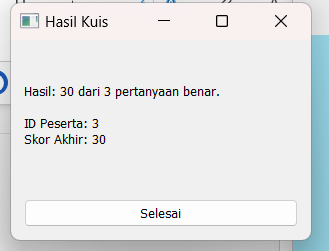 Hasil Kuis
Hasil: 30 dari 3 pertanyaan benar.
ID Peserta: 3
Skor Akhir: 30
Selesai